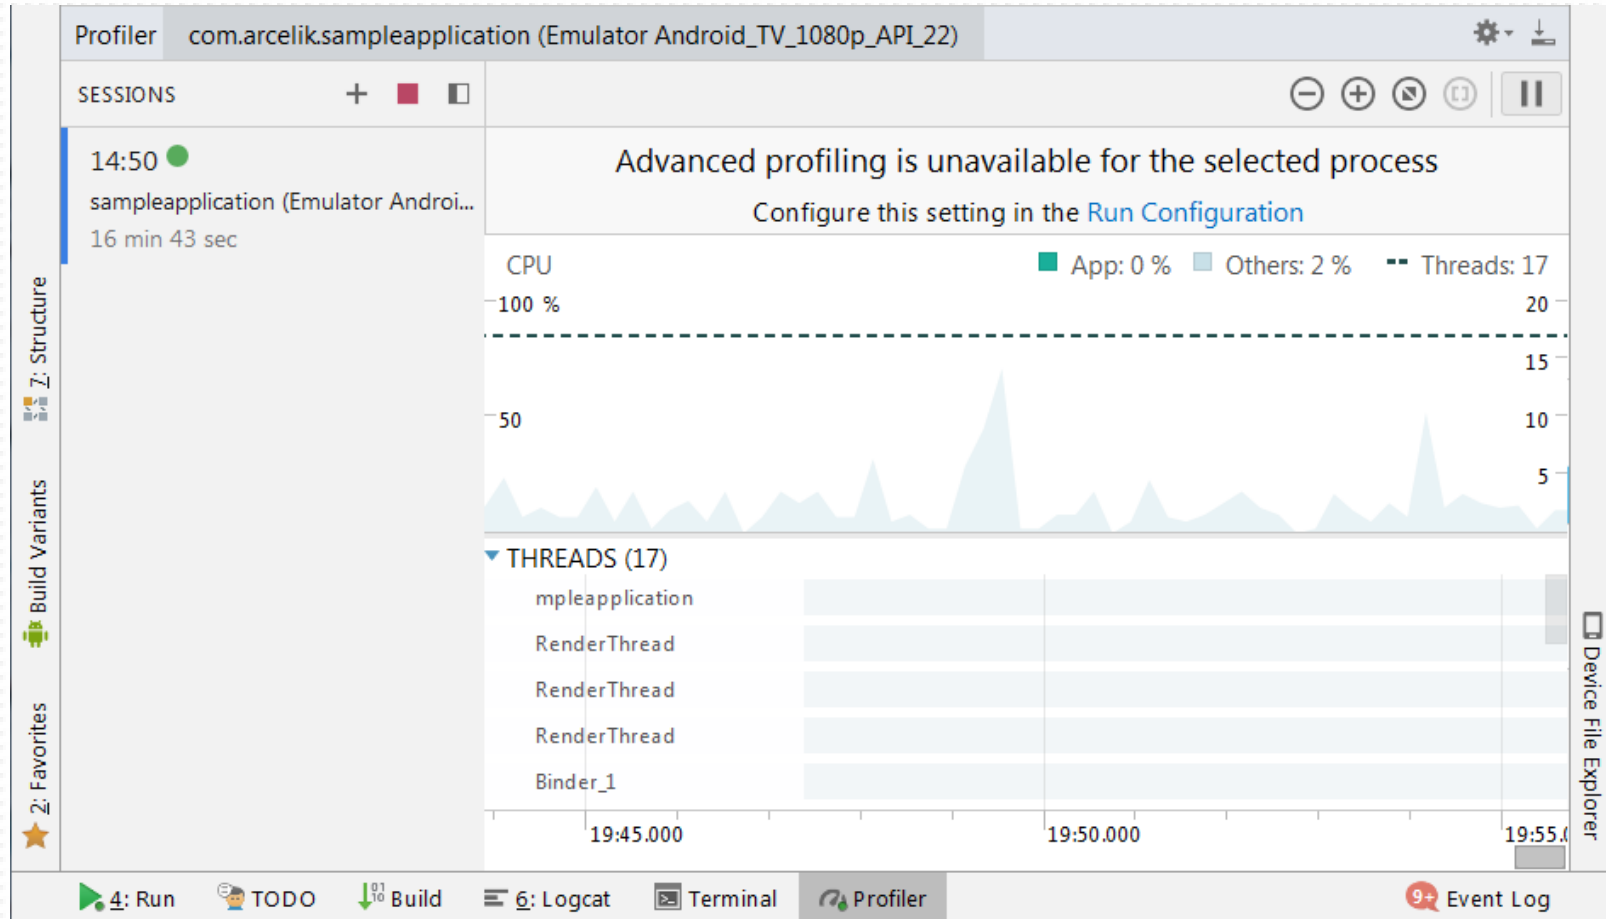 Profiler com.arcelik.sampleapplication (Emulator Android_TV_1080p_API_22)
SESSIONS
14:50
sampleapplication (Emulator Androi...
16 min 43 sec
Advanced profiling is unavailable for the selected process
Configure this setting in the Run Configuration
CPU App: 0 % Others: 2 % Threads: 17
100 % 20
15
50 10
5
THREADS (17)
mpleapplication
RenderThread
RenderThread
RenderThread
Binder_1
19:45.000 19:50.000 19:55.0
7: Structure
Build Variants
2: Favorites
Device File Explorer
4: Run TODO Build 6: Logcat Terminal Profiler 9+ Event Log